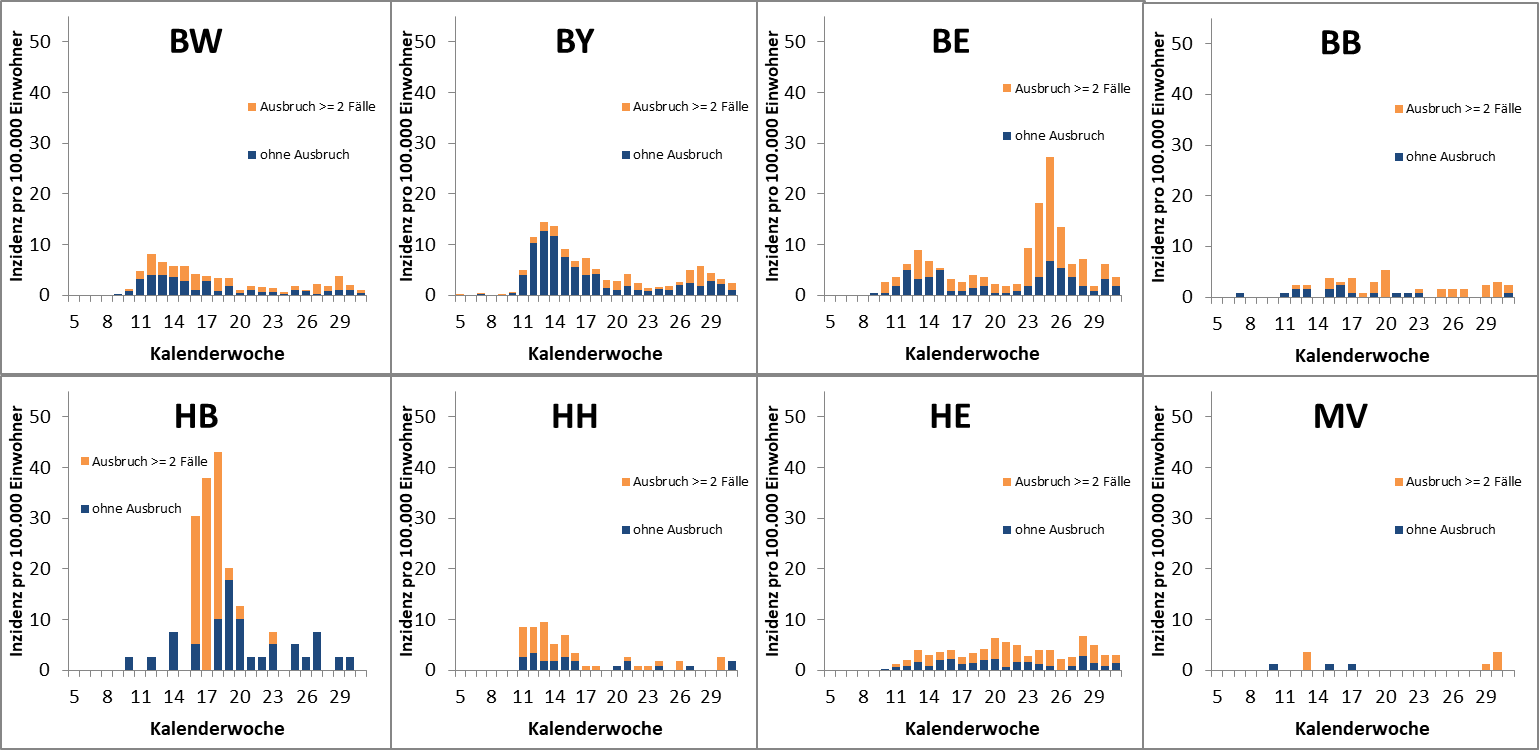 BW
Inzidenz pro 100.000 Einwohner
50
40
30
20
10
0
Ausbruch >= 2 Fälle
ohne Ausbruch
5 8 11 14 17 20 23 26 29
Kalenderwoche
BY
Inzidenz pro 100.000 Einwohner
50
40
30
20
10
0
Ausbruch >= 2 Fälle
ohne Ausbruch
5 8 11 14 17 20 23 26 29
Kalenderwoche
BE
Inzidenz pro 100.000 Einwohner
50
40
30
20
10
0
Ausbruch >= 2 Fälle
ohne Ausbruch
5 8 11 14 17 20 23 26 29
Kalenderwoche
BB
Inzidenz pro 100.000 Einwohner
50
40
30
20
10
0
Ausbruch >= 2 Fälle
ohne Ausbruch
5 8 11 14 17 20 23 26 29
Kalenderwoche
HB
Inzidenz pro 100.000 Einwohner
50
40
30
20
10
0
Ausbruch >= 2 Fälle
ohne Ausbruch
5 8 11 14 17 20 23 26 29
Kalenderwoche
HH
Inzidenz pro 100.000 Einwohner
50
40
30
20
10
0
Ausbruch >= 2 Fälle
ohne Ausbruch
5 8 11 14 17 20 23 26 29
Kalenderwoche
HE
Inzidenz pro 100.000 Einwohner
50
40
30
20
10
0
Ausbruch >= 2 Fälle
ohne Ausbruch
5 8 11 14 17 20 23 26 29
Kalenderwoche
MV
Inzidenz pro 100.000 Einwohner
50
40
30
20
10
0
Ausbruch >= 2 Fälle
ohne Ausbruch
5 8 11 14 17 20 23 26 29
Kalenderwoche